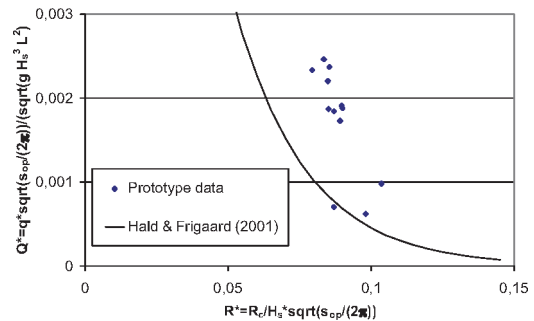 Q*=q*sqrt(sop/(2π))/(sqrt(g Hs³ L²)
0,003
0,002
0,001
0
Prototype data
Hald & Frigaard (2001)
0
0,05
0,1
0,15
R*=Rc/Hs*sqrt(sop/(2π))